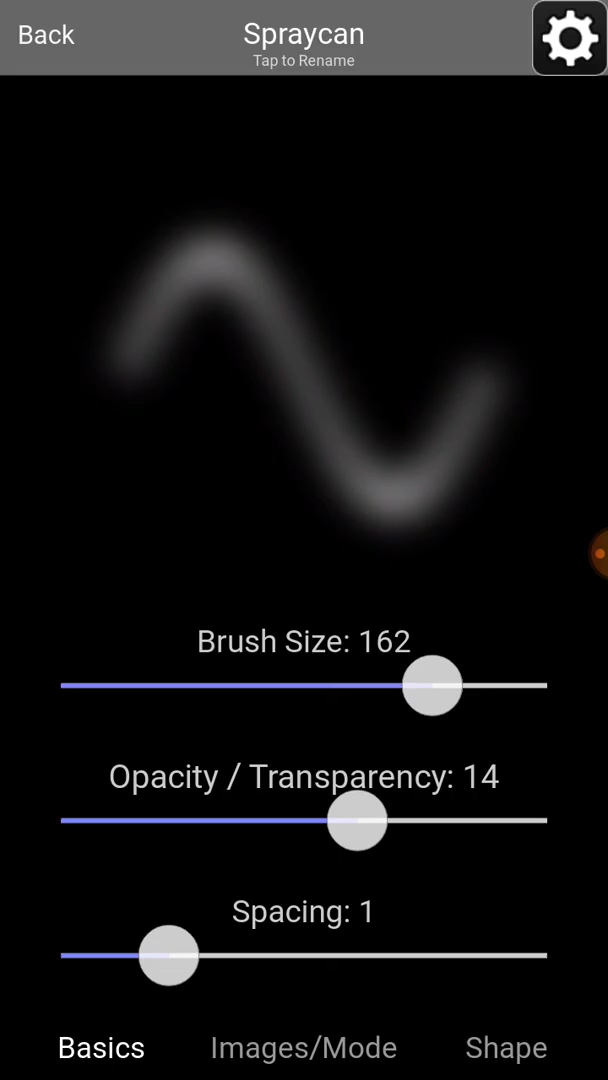 Back
Spraycan
Tap to Rename
Brush Size: 162
Opacity / Transparency: 14
Spacing: 1
Basics Images/Mode Shape